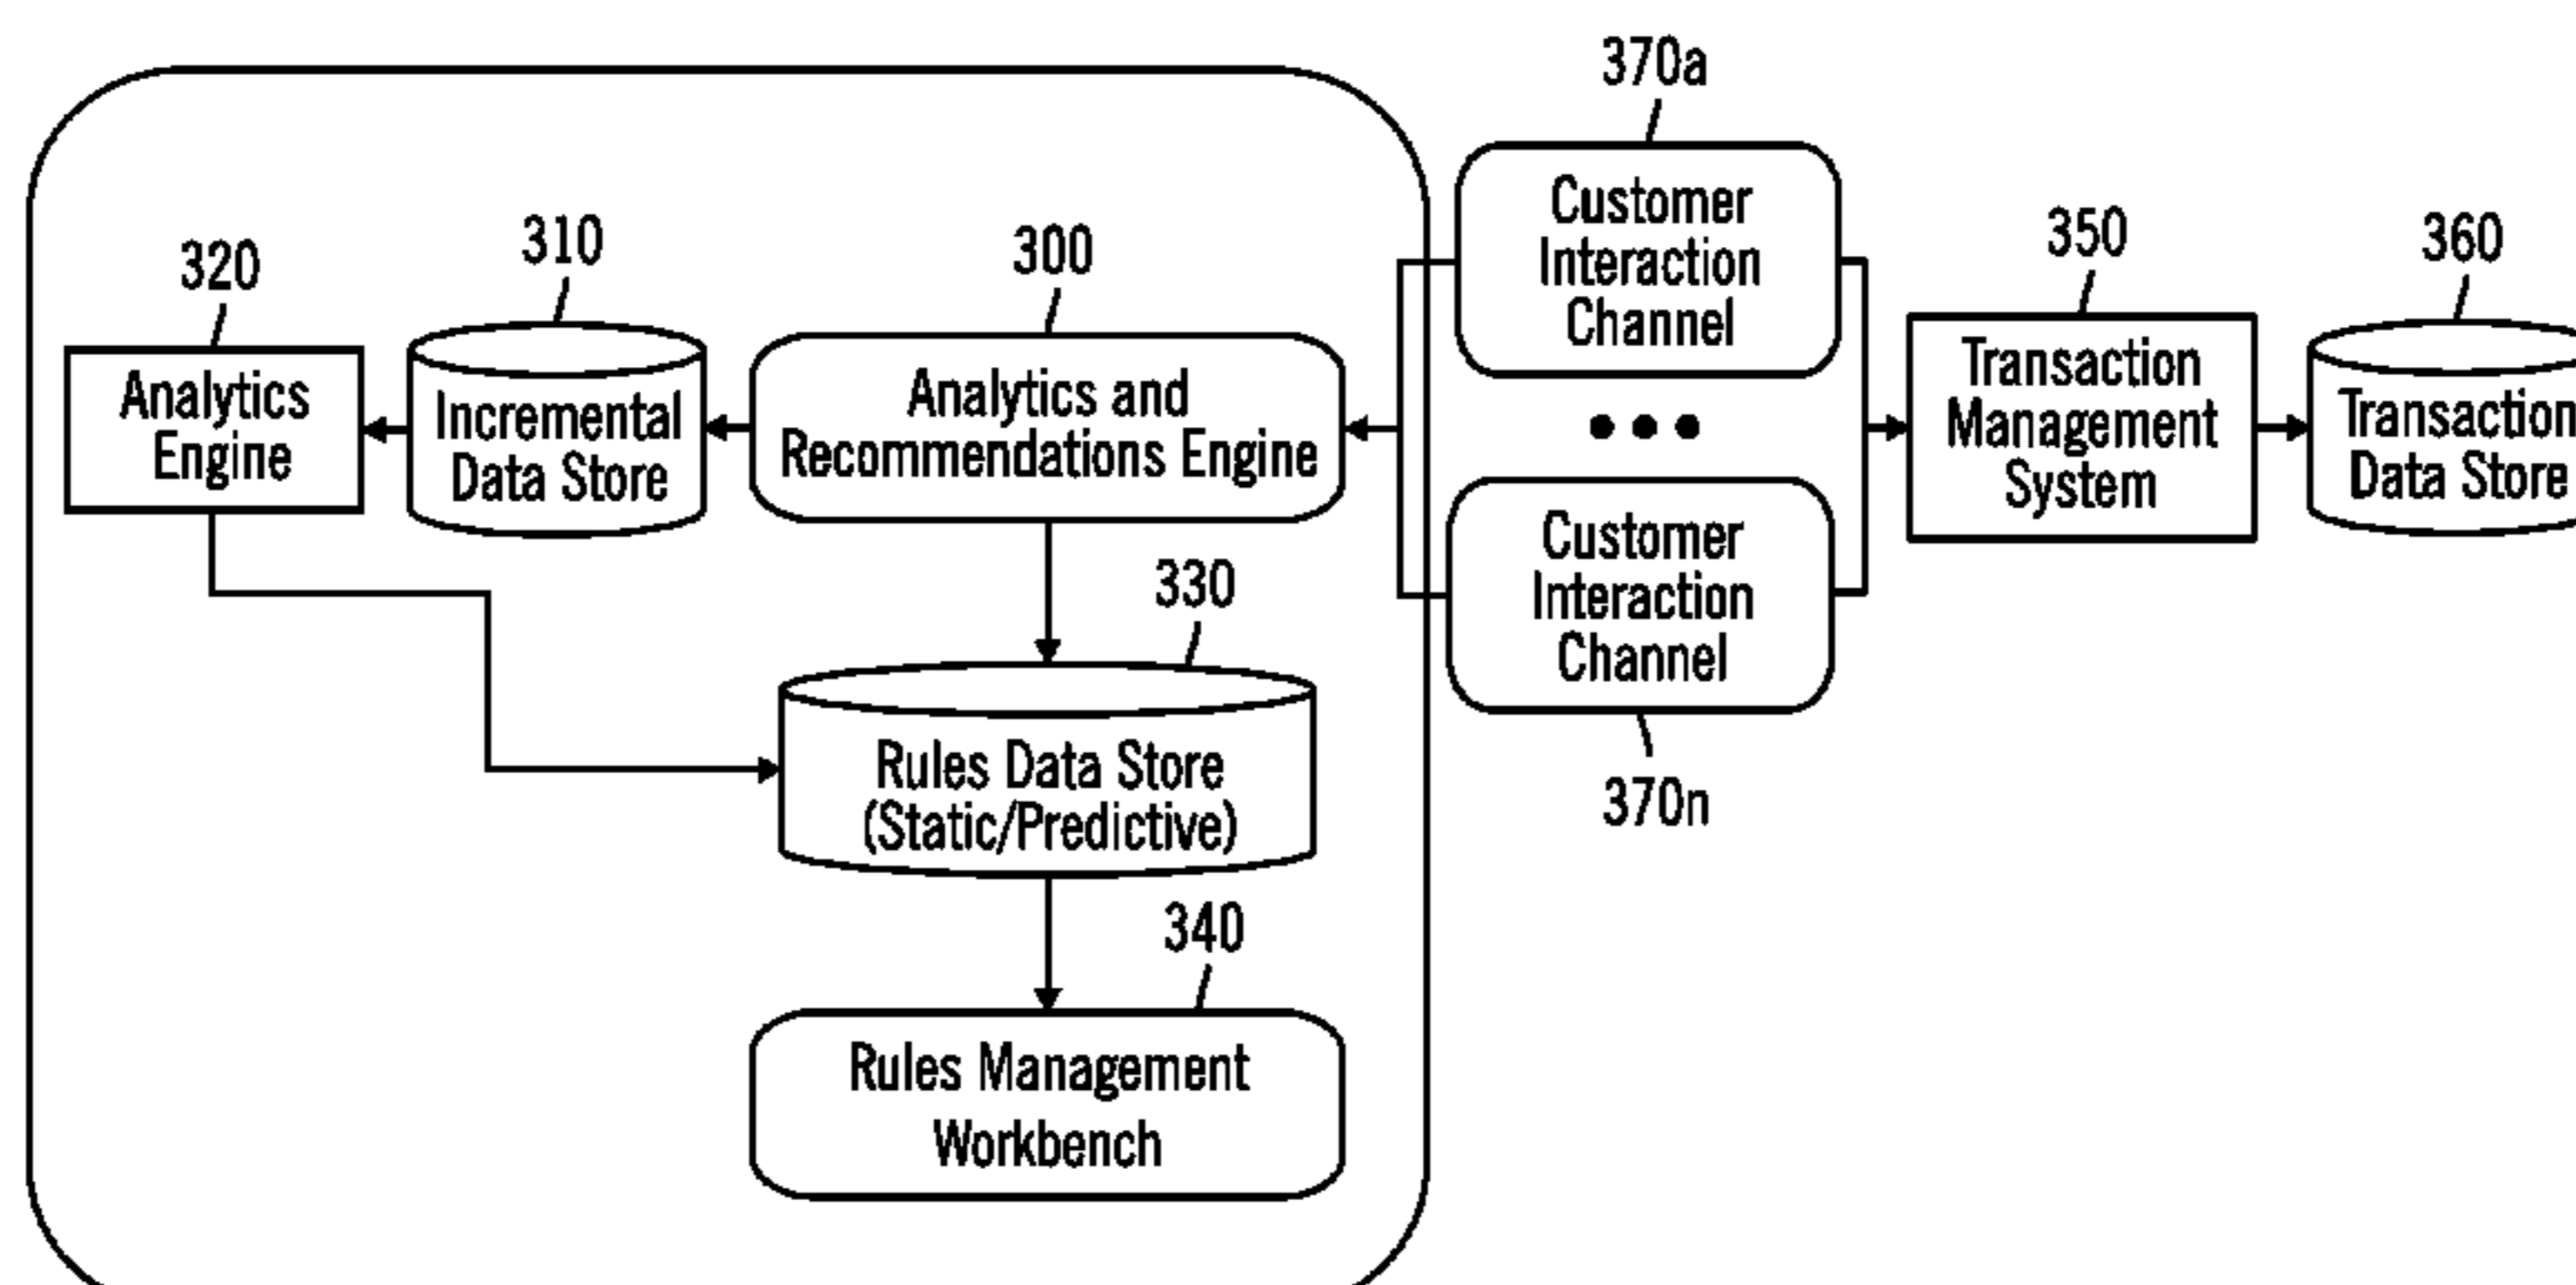 370a
Customer
Interaction
Channel
320
310
300
350
360
Analytics
Engine
Incremental
Data Store
Analytics and
Recommendations Engine
Transaction
Management
System
Transaction
Data Store
Customer
Interaction
Channel
370n
330
Rules Data Store
(Static/Predictive)
340
Rules Management
Workbench